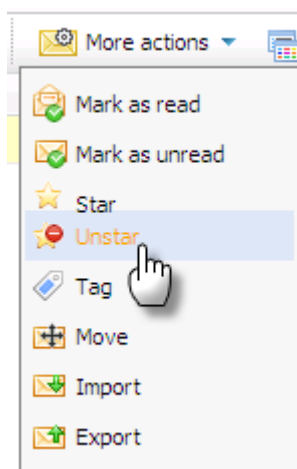 More actions
Mark as read
Mark as unread
Star
Unstar
Tag
Move
Import
Export